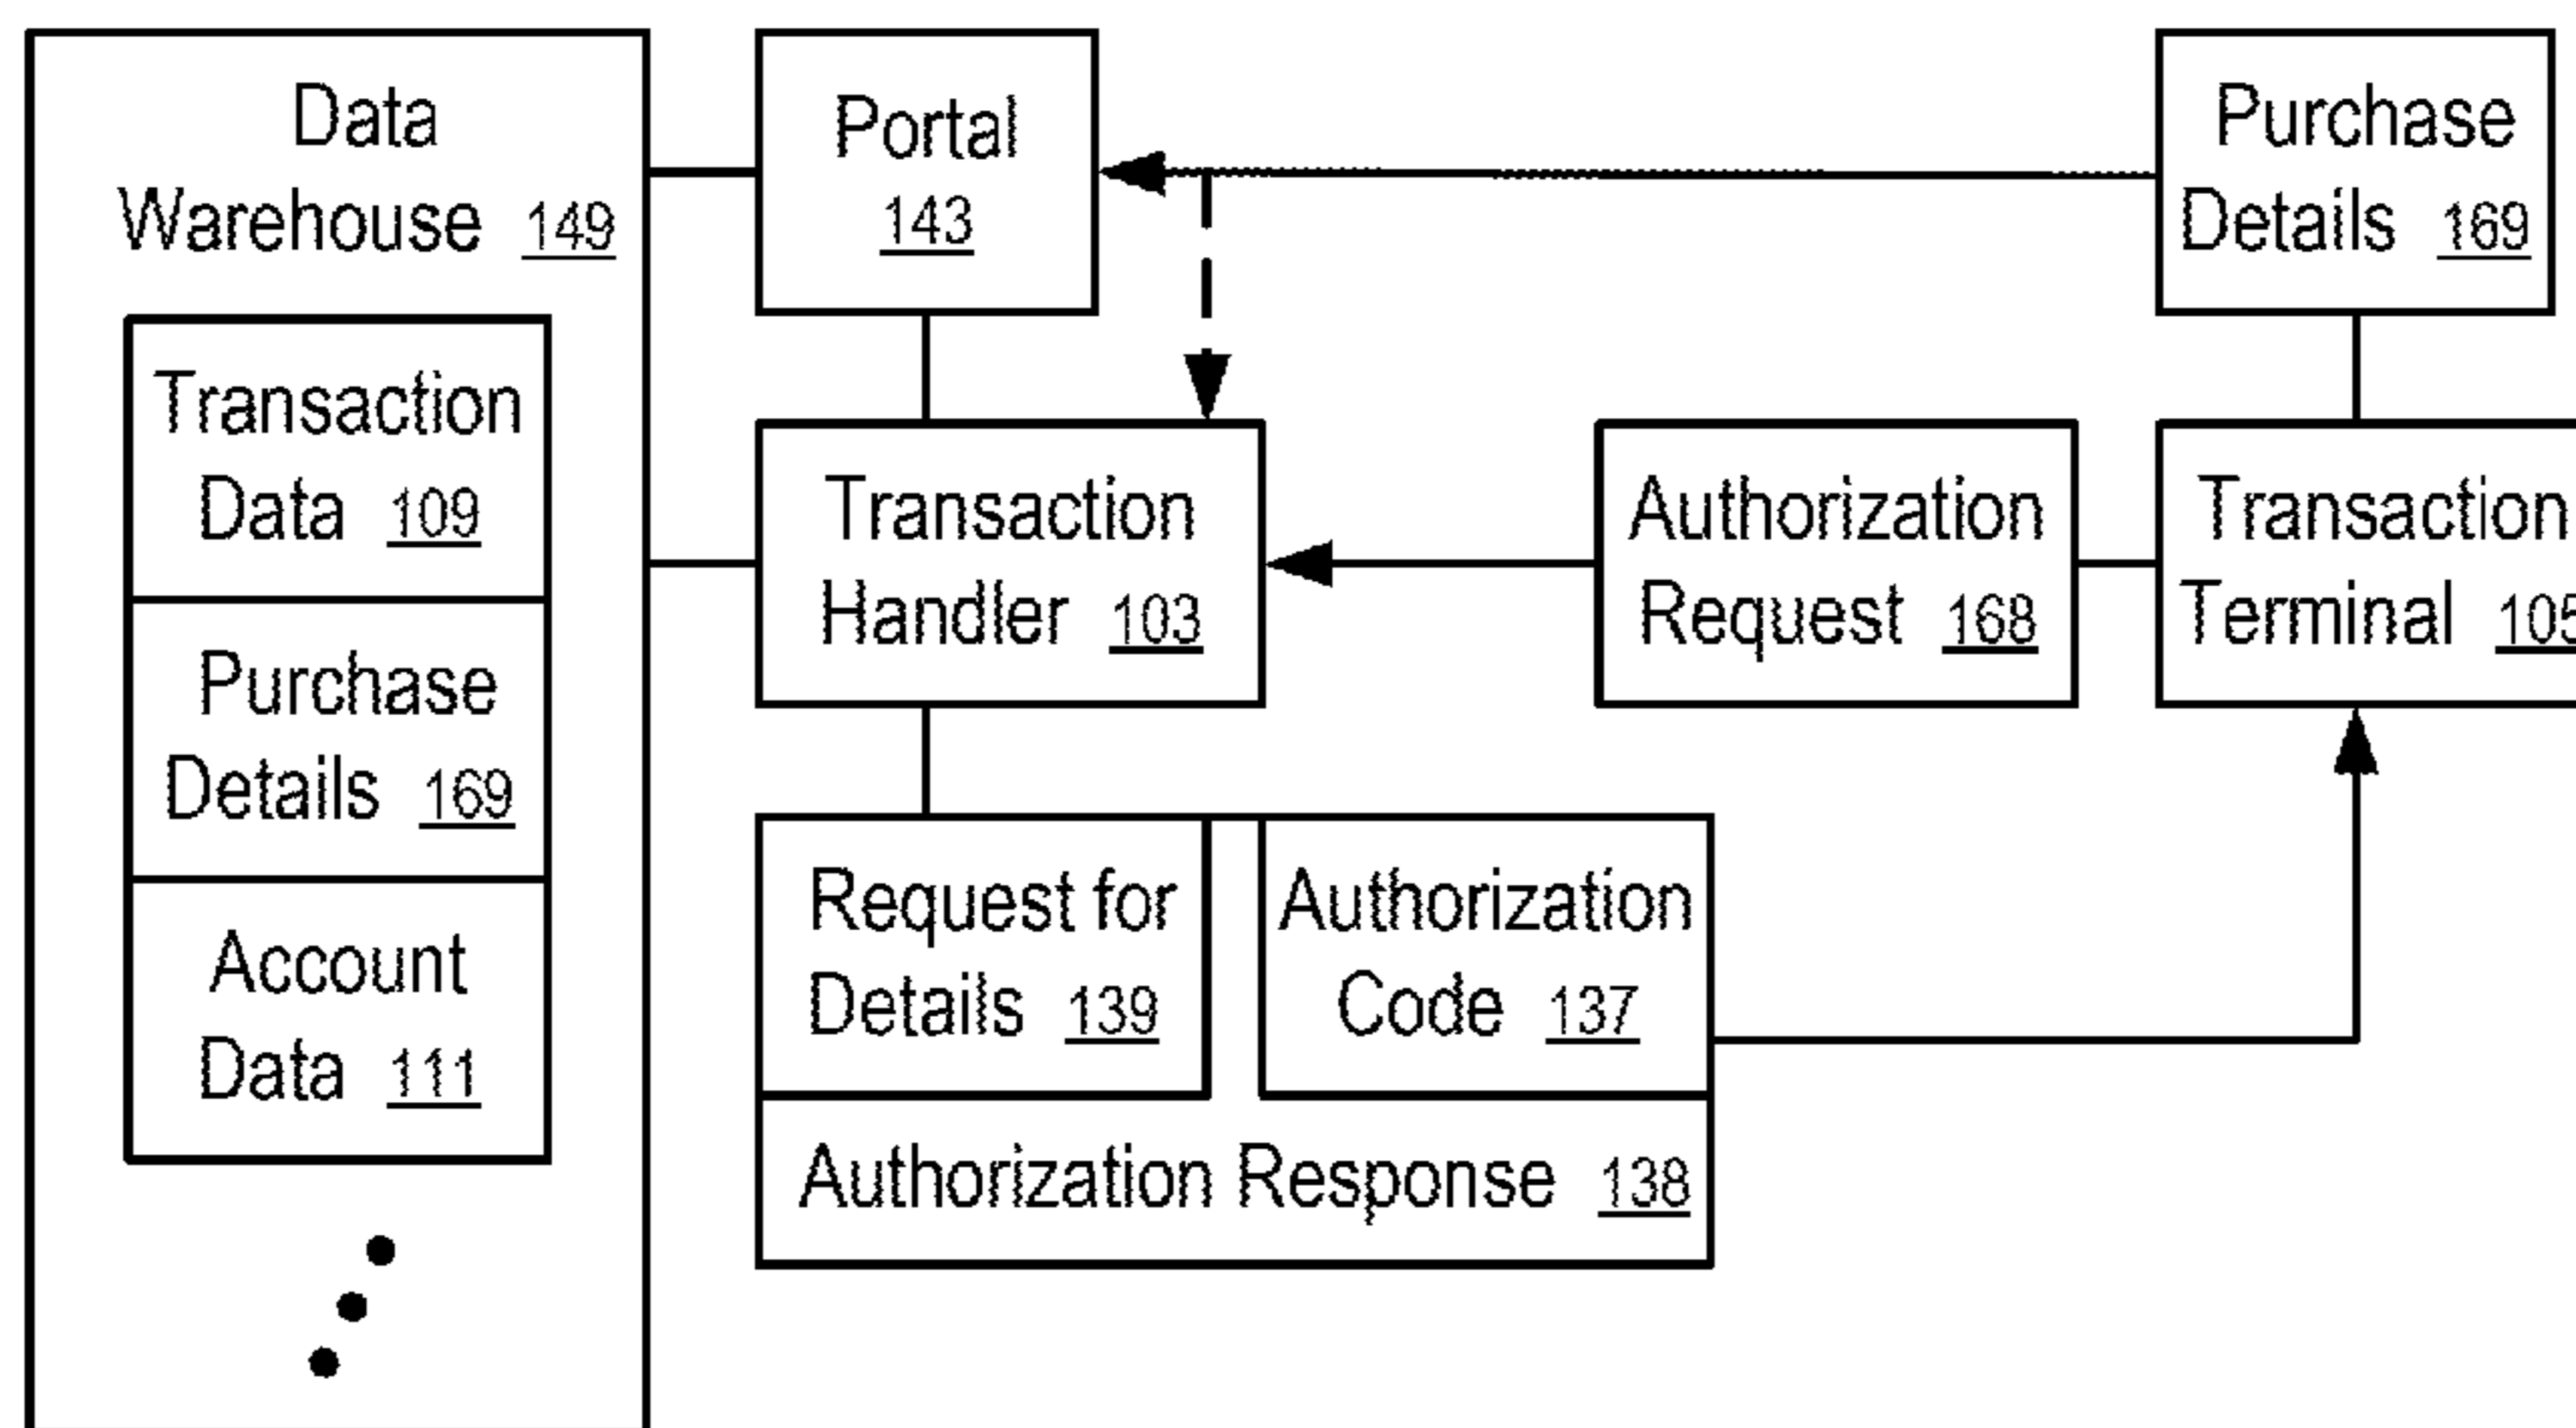 Data
Warehouse 149
Transaction
Data 109
Purchase
Details 169
Account
Data 111
Portal
143
Purchase
Details 169
Transaction
Handler 103
Authorization
Request 168
Transaction
Terminal 105
Request for
Details 139
Authorization
Code 137
Authorization Response 138